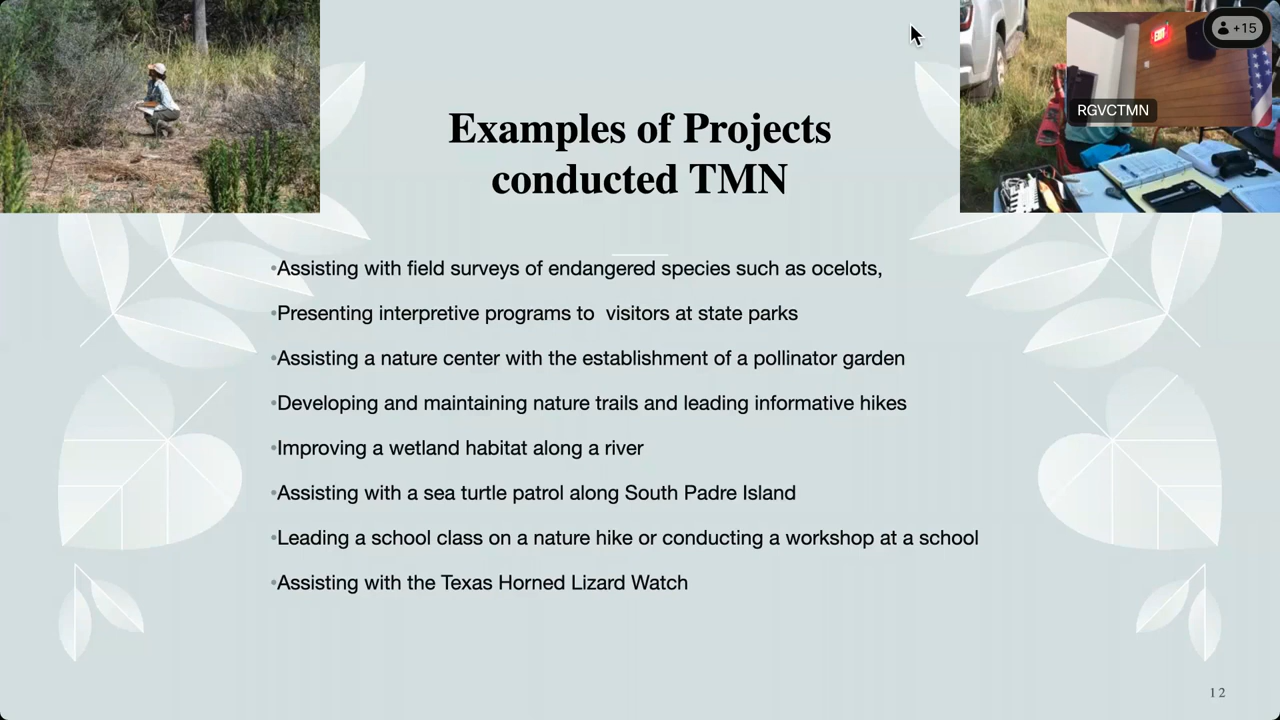 +15
EXIT
RGVCTMN
Examples of Projects
conducted TMN
•Assisting with field surveys of endangered species such as ocelots,
•Presenting interpretive programs to  visitors at state parks
•Assisting a nature center with the establishment of a pollinator garden
•Developing and maintaining nature trails and leading informative hikes
•Improving a wetland habitat along a river
•Assisting with a sea turtle patrol along South Padre Island
•Leading a school class on a nature hike or conducting a workshop at a school
•Assisting with the Texas Horned Lizard Watch
12